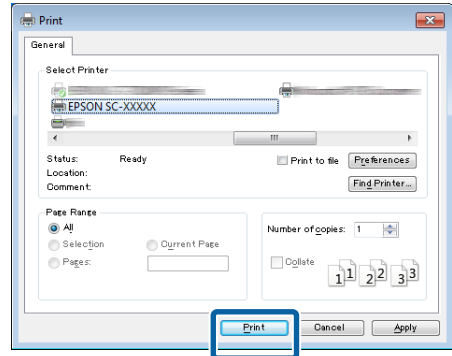 Print
General
Select Printer
EPSON SC-XXXXX
Status: Ready
Print to file Preferences
Location:
Comment:
Find Printer...
Page Range
All
Selection Current Page
Pages:
Number of copies: 1
Collate
1 1 2 2 3 3
Print Cancel Apply